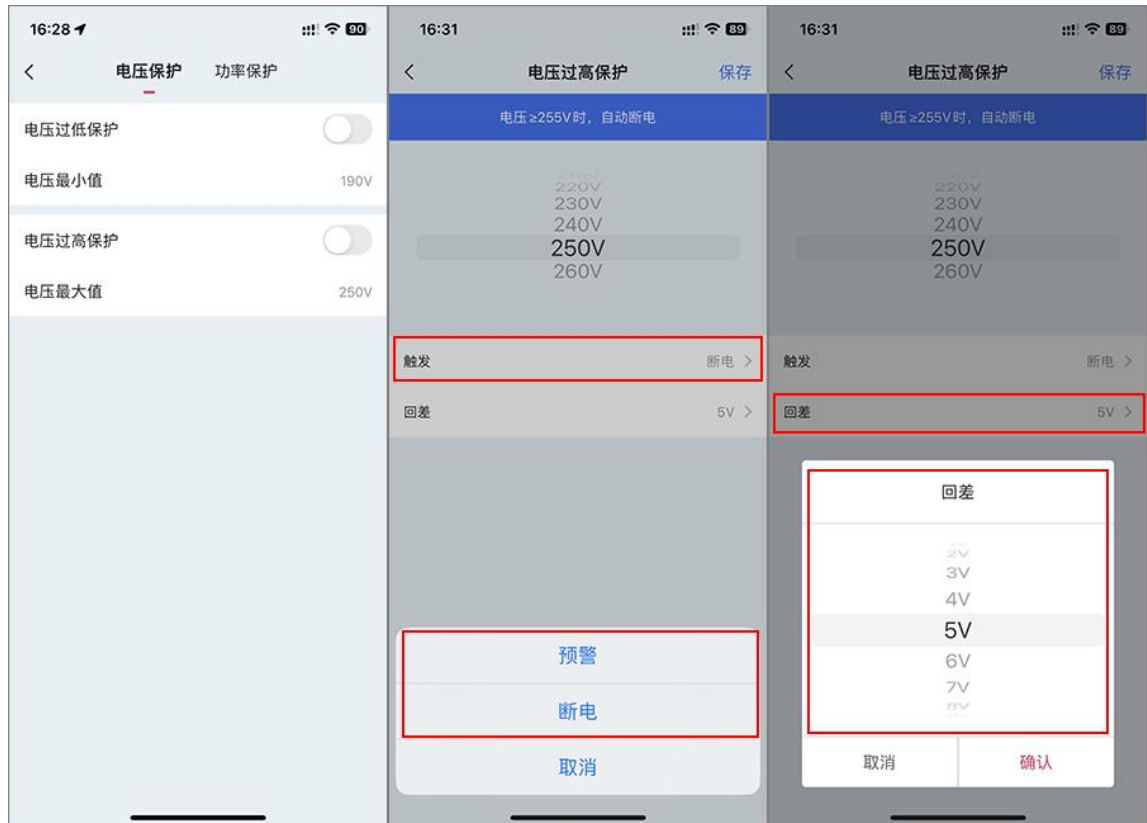 16:28
90
电压保护 功率保护
电压过低保护
电压最小值 190V
电压过高保护
电压最大值 250V
16:31
89
电压过高保护 保存
电压≥255V时，自动断电
220V
230V
240V
250V
260V
触发 断电
回差 5V
预警
断电
取消
16:31
89
电压过高保护 保存
电压≥255V时，自动断电
220V
230V
240V
250V
260V
触发 断电
回差 5V
回差
2V
3V
4V
5V
6V
7V
8V
取消 确认